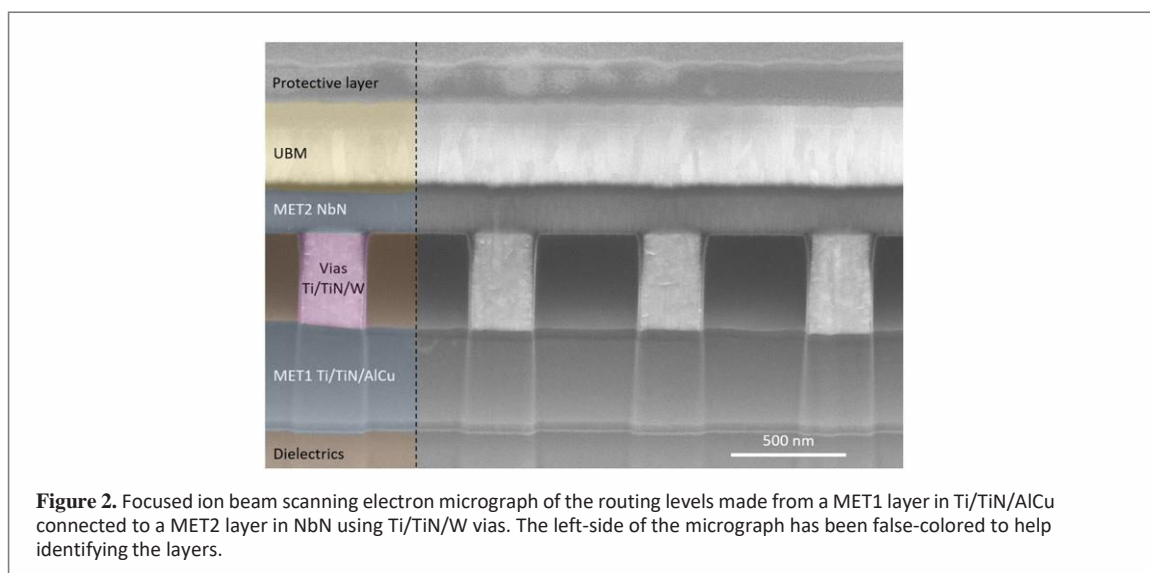 Protective layer
UBM
MET2 NbN
Vias
Ti/TiN/W
MET1 Ti/TiN/AlCu
Dielectrics
500 nm
Figure 2. Focused ion beam scanning electron micrograph of the routing levels made from a MET1 layer in Ti/TiN/AlCu
connected to a MET2 layer in NbN using Ti/TiN/W vias. The left-side of the micrograph has been false-colored to help
identifying the layers.